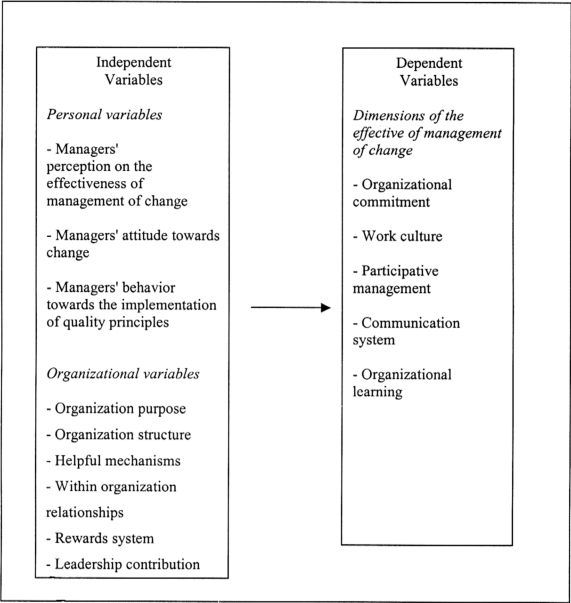 Independent
Variables
Personal variables
- Managers'
perception on the
effectiveness of
management of change
- Managers' attitude towards
change
- Managers' behavior
towards the implementation
of quality principles
Organizational variables
- Organization purpose
- Organization structure
- Helpful mechanisms
- Within organization
relationships
- Rewards system
- Leadership contribution
Dependent
Variables
Dimensions of the
effective of management
of change
- Organizational
commitment
- Work culture
- Participative
management
- Communication
system
- Organizational
learning